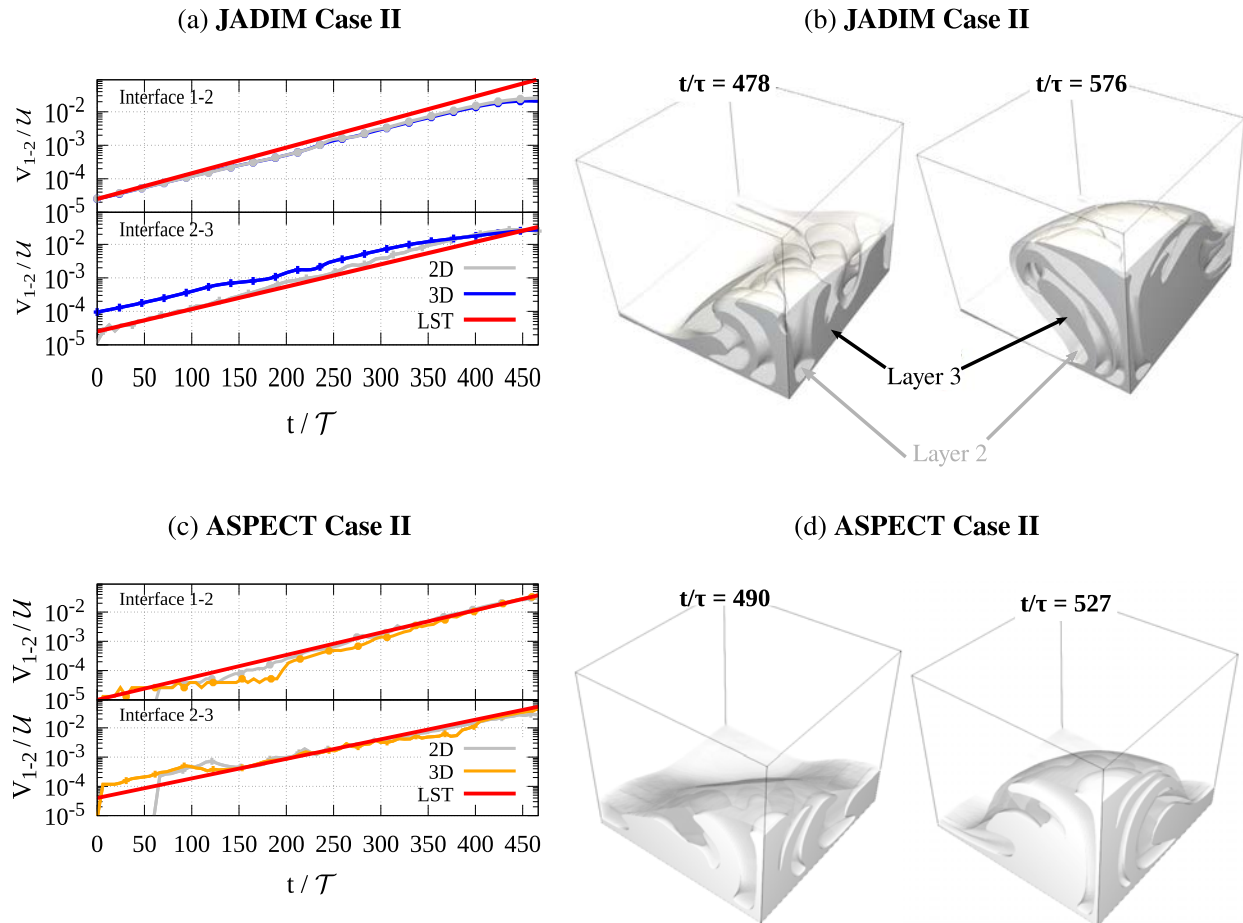 (a) JADIM Case II
(b) JADIM Case II
V1-2 / U
Interface 1-2
10-2
10-3
10-4
10-5
V1-2 / U
Interface 2-3
10-2
10-3
10-4
10-5
2D
3D
LST
0 50 100 150 200 250 300 350 400 450
t / T
t/τ = 478
t/τ = 576
Layer 3
Layer 2
(c) ASPECT Case II
(d) ASPECT Case II
V1-2 / U
Interface 1-2
10-2
10-3
10-4
10-5
V1-2 / U
Interface 2-3
10-2
10-3
10-4
10-5
2D
3D
LST
0 50 100 150 200 250 300 350 400 450
t / T
t/τ = 490
t/τ = 527